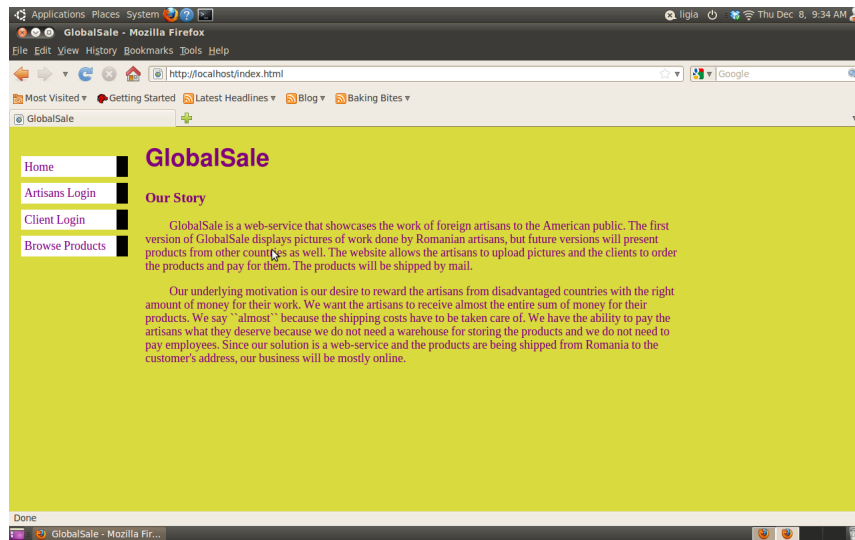 Applications Places System
ligia Thu Dec 8, 9:34 AM
GlobalSale - Mozilla Firefox
File Edit View History Bookmarks Tools Help
http://localhost/index.html Google
Most Visited Getting Started Latest Headlines Blog Baking Bites
GlobalSale
Home
Artisans Login
Client Login
Browse Products
GlobalSale
Our Story
GlobalSale is a web-service that showcases the work of foreign artisans to the American public. The first
version of GlobalSale displays pictures of work done by Romanian artisans, but future versions will present
products from other countries as well. The website allows the artisans to upload pictures and the clients to order
the products and pay for them. The products will be shipped by mail.
Our underlying motivation is our desire to reward the artisans from disadvantaged countries with the right
amount of money for their work. We want the artisans to receive almost the entire sum of money for their
products. We say ``almost`` because the shipping costs have to be taken care of. We have the ability to pay the
artisans what they deserve because we do not need a warehouse for storing the products and we do not need to
pay employees. Since our solution is a web-service and the products are being shipped from Romania to the
customer's address, our business will be mostly online.
Done
GlobalSale - Mozilla Fir...